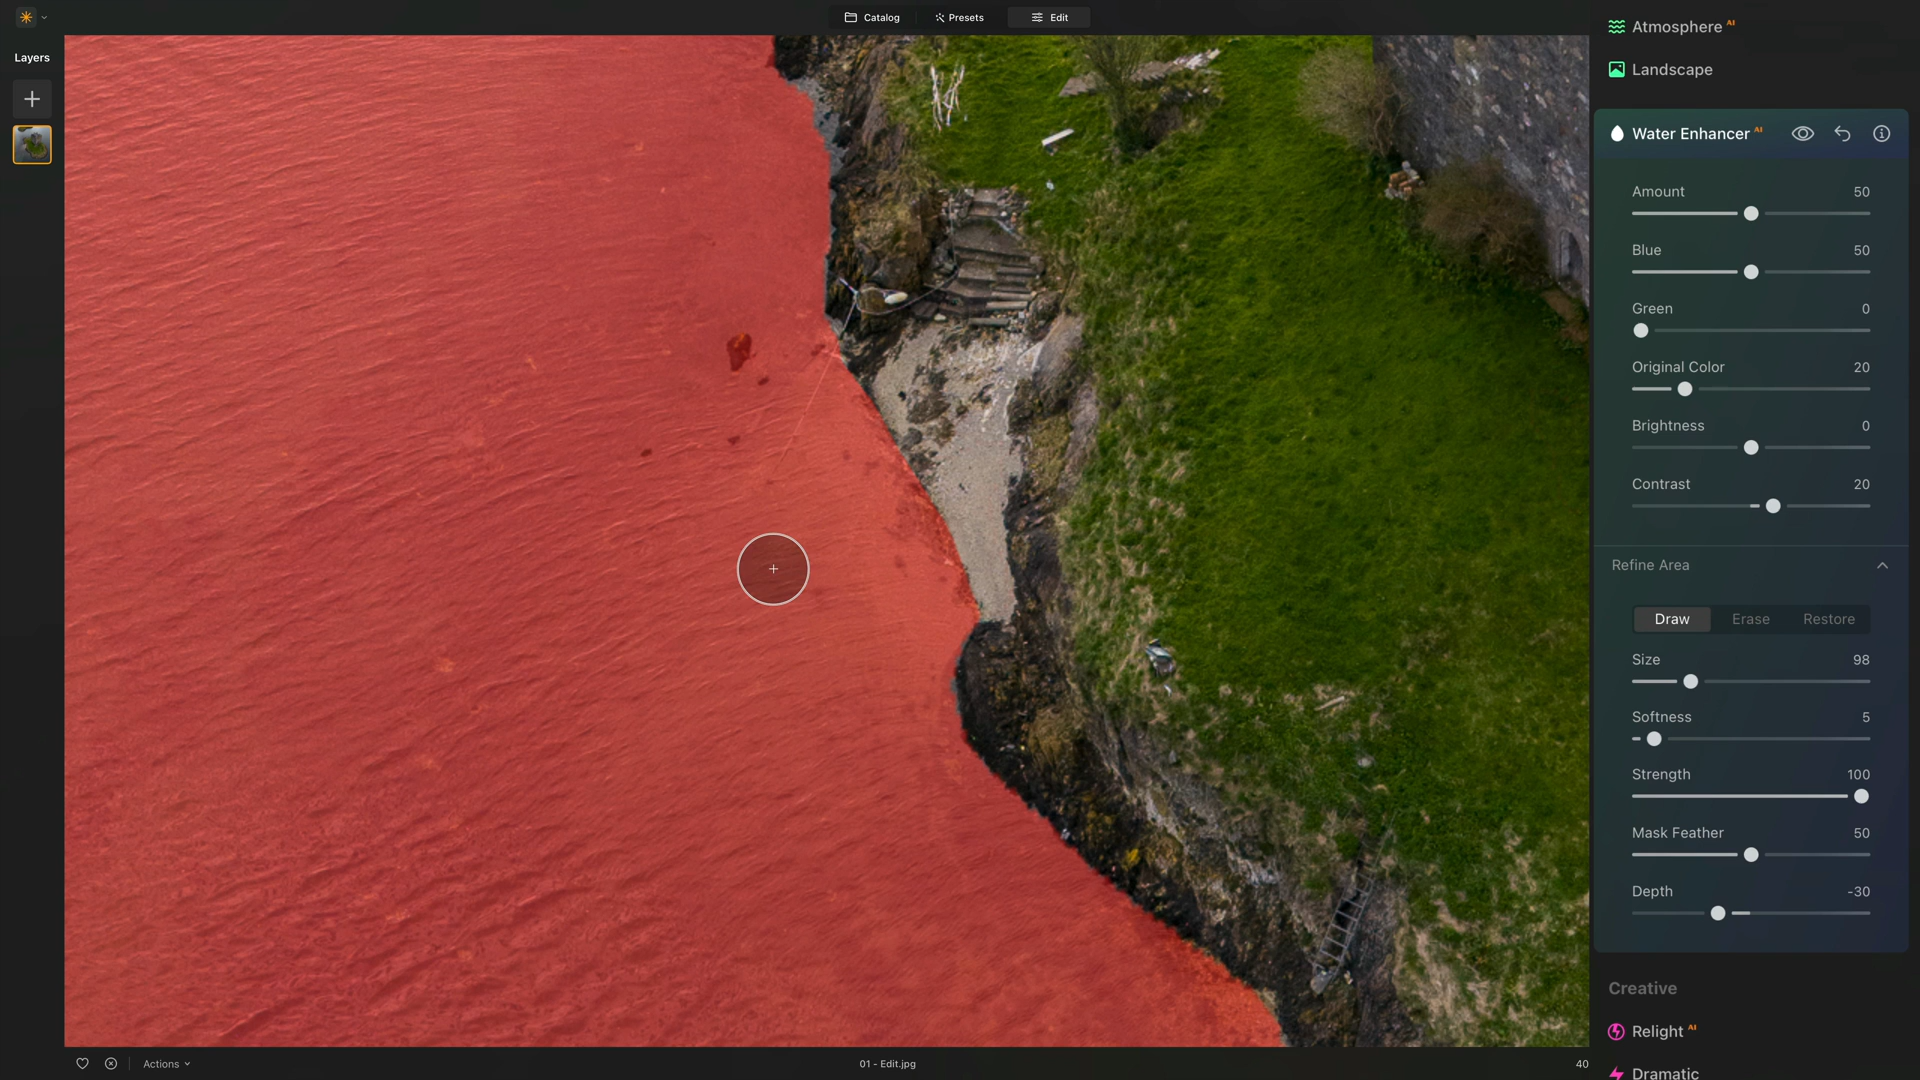 Catalog
Presets
Edit
Layers
Atmosphere AI
Landscape
Water Enhancer AI
Amount 50
Blue 50
Green 0
Original Color 20
Brightness 0
Contrast 20
Refine Area
Draw Erase Restore
Size 98
Softness 5
Strength 100
Mask Feather 50
Depth -30
Creative
Relight AI
Dramatic
Actions
01 - Edit.jpg
40